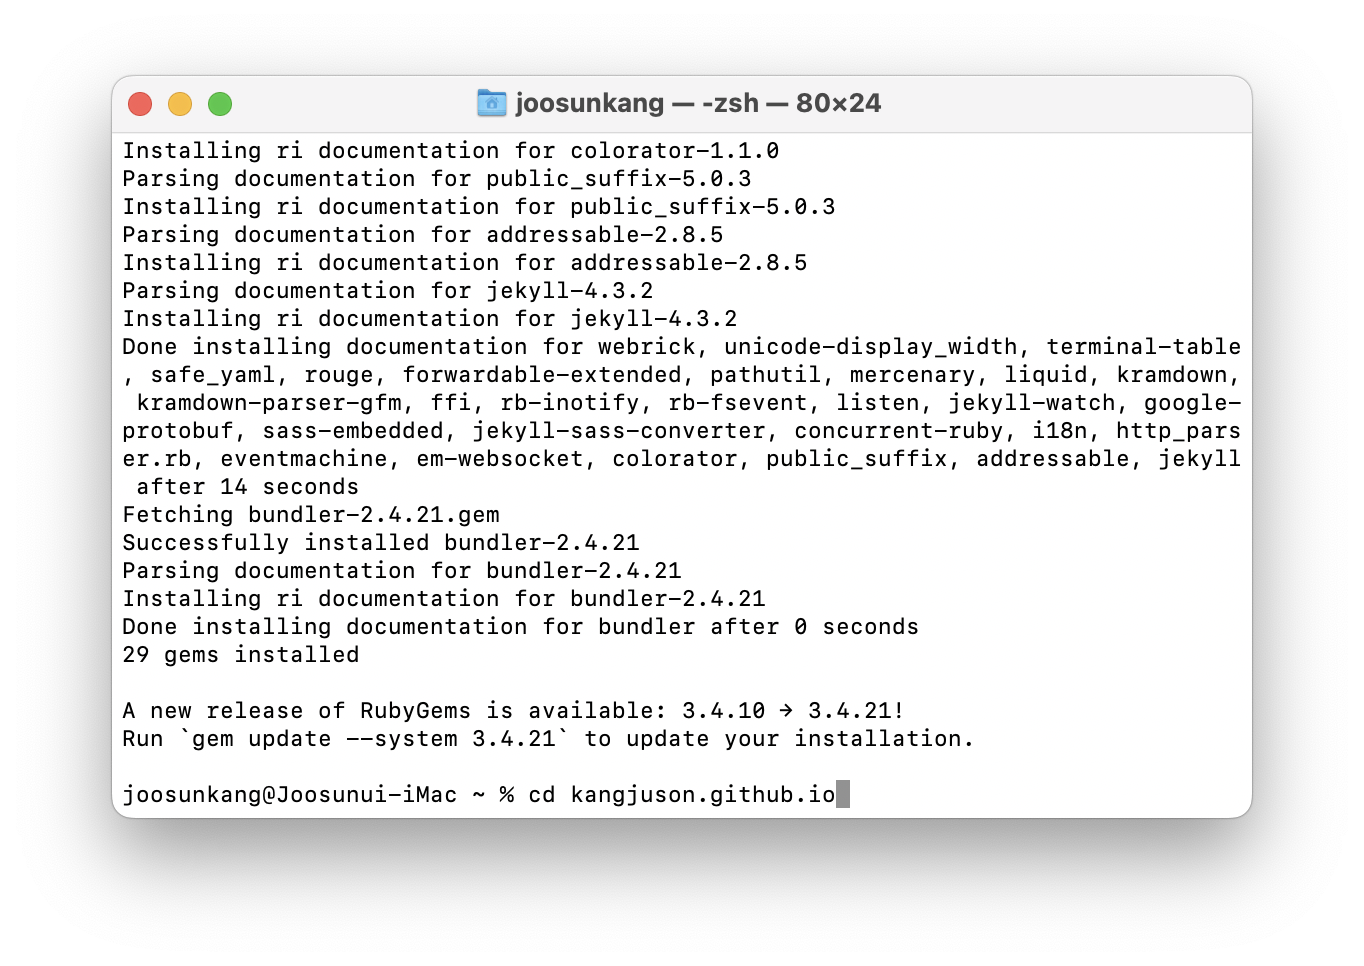 joosunkang — -zsh — 80×24
Installing ri documentation for colorator-1.1.0
Parsing documentation for public_suffix-5.0.3
Installing ri documentation for public_suffix-5.0.3
Parsing documentation for addressable-2.8.5
Installing ri documentation for addressable-2.8.5
Parsing documentation for jekyll-4.3.2
Installing ri documentation for jekyll-4.3.2
Done installing documentation for webrick, unicode-display_width, terminal-table
, safe_yaml, rouge, forwardable-extended, pathutil, mercenary, liquid, kramdown,
 kramdown-parser-gfm, ffi, rb-inotify, rb-fsevent, listen, jekyll-watch, google-
protobuf, sass-embedded, jekyll-sass-converter, concurrent-ruby, i18n, http_pars
er.rb, eventmachine, em-websocket, colorator, public_suffix, addressable, jekyll
 after 14 seconds
Fetching bundler-2.4.21.gem
Successfully installed bundler-2.4.21
Parsing documentation for bundler-2.4.21
Installing ri documentation for bundler-2.4.21
Done installing documentation for bundler after 0 seconds
29 gems installed
A new release of RubyGems is available: 3.4.10 → 3.4.21!
Run `gem update --system 3.4.21` to update your installation.
joosunkang@Joosunui-iMac ~ % cd kangjuson.github.io